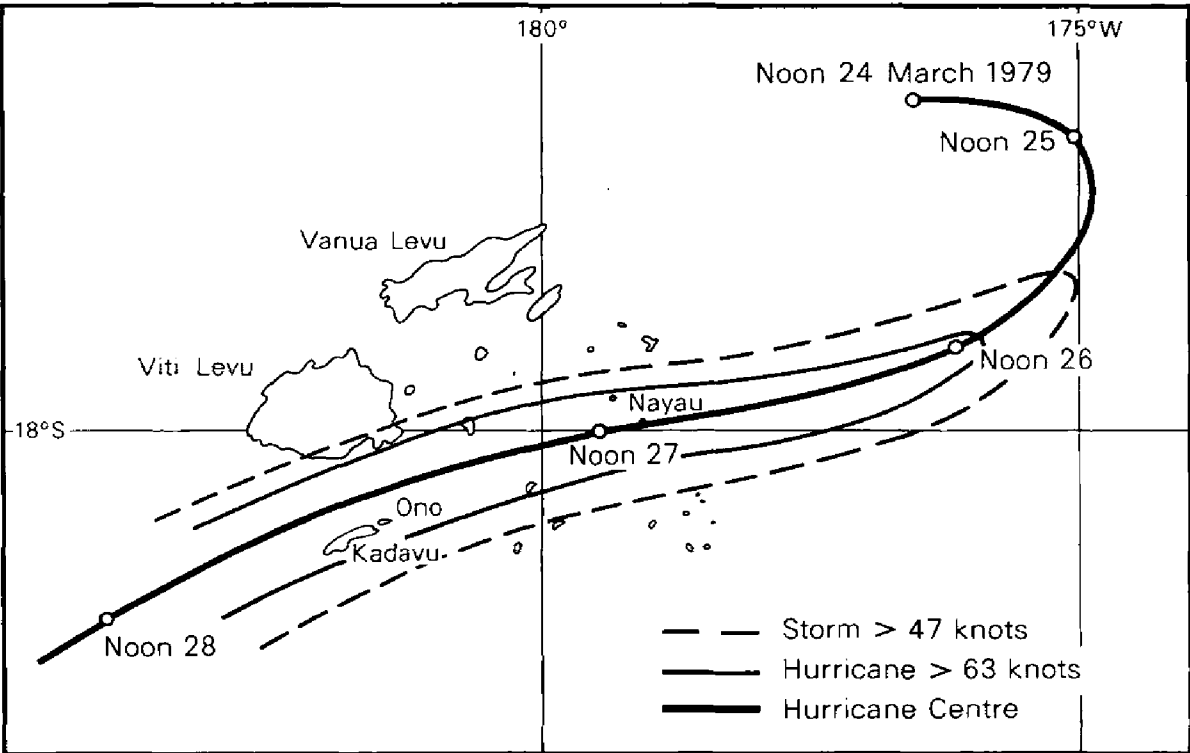 180°
175°W
Noon 24 March 1979
Noon 25
Vanua Levu
Viti Levu
Noon 26
Nayau
18°S
Noon 27
Ono
Kadavu
Noon 28
Storm > 47 knots
Hurricane > 63 knots
Hurricane Centre